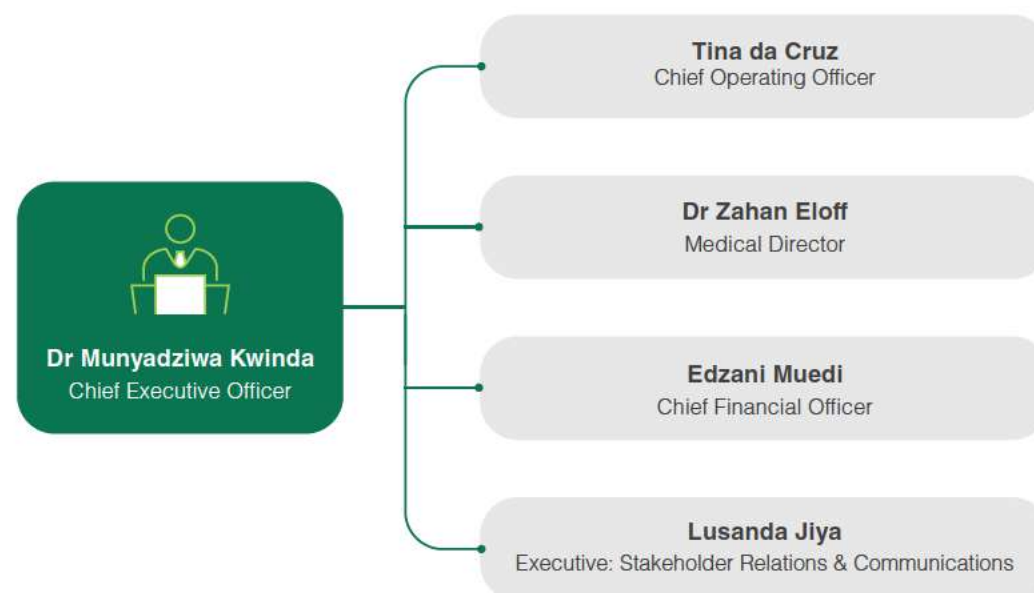 Tina da Cruz
Chief Operating Officer
Dr Zahan Eloff
Medical Director
Dr Munyadziwa Kwinda
Chief Executive Officer
Edzani Muedi
Chief Financial Officer
Lusanda Jiya
Executive: Stakeholder Relations & Communications